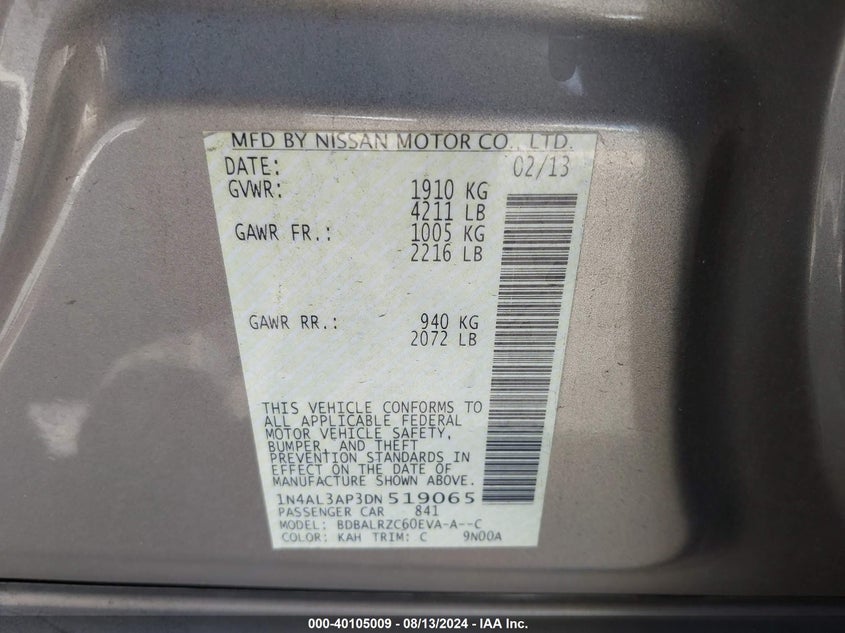 MFD BY NISSAN MOTOR CO., LTD.
DATE: 02/13
GVWR: 1910 KG
4211 LB
GAWR FR.: 1005 KG
2216 LB
GAWR RR.: 940 KG
2072 LB
THIS VEHICLE CONFORMS TO
ALL APPLICABLE FEDERAL
MOTOR VEHICLE SAFETY,
BUMPER, AND THEFT
PREVENTION STANDARDS IN
EFFECT ON THE DATE OF
MANUFACTURE SHOWN ABOVE.
1N4AL3AP3DN519065
PASSENGER CAR 841
MODEL: BDBALRZC60EVA-A--C
COLOR: KAH TRIM: C 9N00A
000-40105009 - 08/13/2024 - IAA Inc.